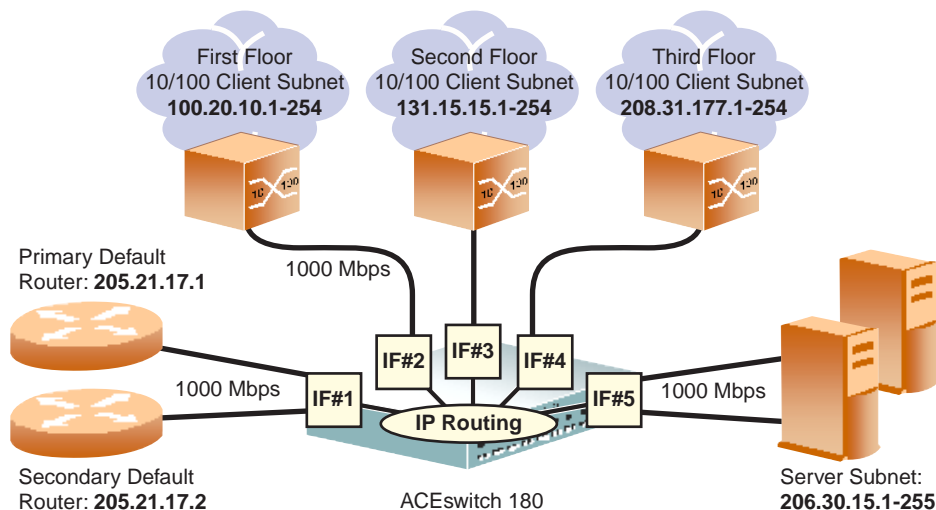 First Floor
10/100 Client Subnet
100.20.10.1-254
Second Floor
10/100 Client Subnet
131.15.15.1-254
Third Floor
10/100 Client Subnet
208.31.177.1-254
10 100
10 100
10 100
Primary Default
Router: 205.21.17.1
1000 Mbps
IF#2
IF#3
IF#4
1000 Mbps
IF#1
IF#5
1000 Mbps
IP Routing
Secondary Default
Router: 205.21.17.2
ACEswitch 180
Server Subnet:
206.30.15.1-255